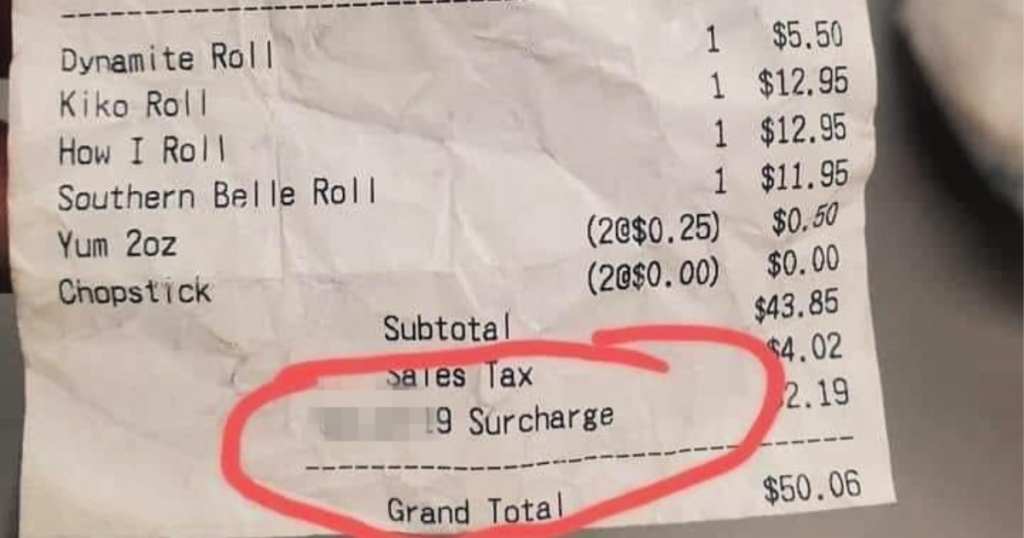 Dynamite Roll 1 $5.50
Kiko Roll 1 $12.95
How I Roll 1 $12.95
Southern Belle Roll 1 $11.95
Yum 2oz (2@$0.25) $0.50
Chopstick (2@$0.00) $0.00
Subtotal $43.85
Sales Tax $4.02
19 Surcharge 2.19
Grand Total $50.06